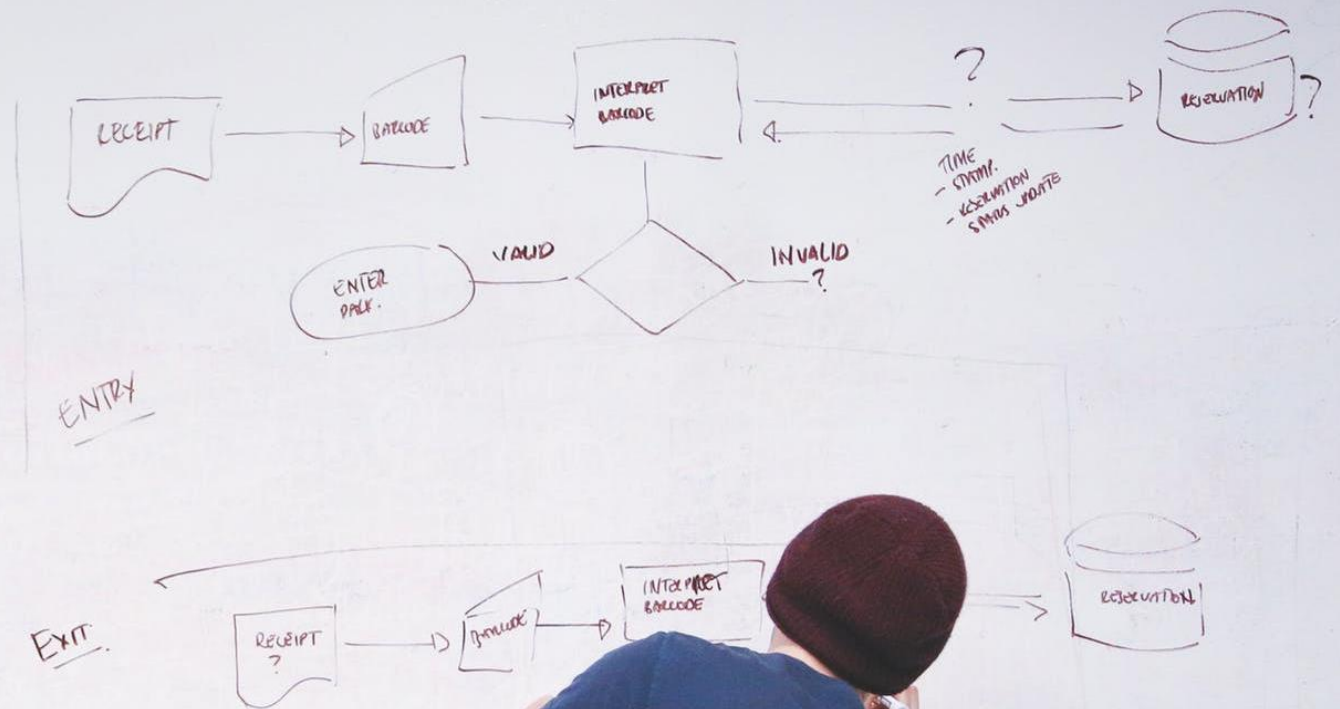 RECEIPT
BARCODE
INTERPRET
BARCODE
?
RESERVATION
?
TIME
- STAMP.
- RESERVATION
STATUS UPDATE
VALID
INVALID
?
ENTER
PARK.
ENTRY
EXIT.
RECEIPT
?
BARCODE
INTERPRET
BARCODE
RESERVATION